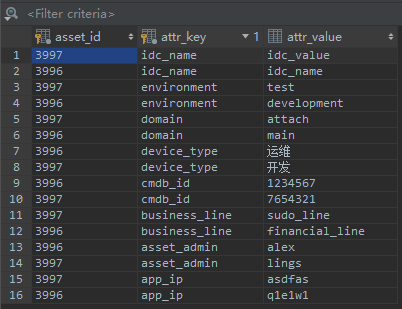 <Filter criteria>
asset_id attr_key 1 attr_value
1 3997 idc_name idc_value
2 3996 idc_name idc_name
3 3997 environment test
4 3996 environment development
5 3997 domain attach
6 3996 domain main
7 3996 device_type 运维
8 3997 device_type 开发
9 3996 cmdb_id 1234567
10 3997 cmdb_id 7654321
11 3997 business_line sudo_line
12 3996 business_line financial_line
13 3996 asset_admin alex
14 3997 asset_admin lings
15 3997 app_ip asdfas
16 3996 app_ip q1e1w1